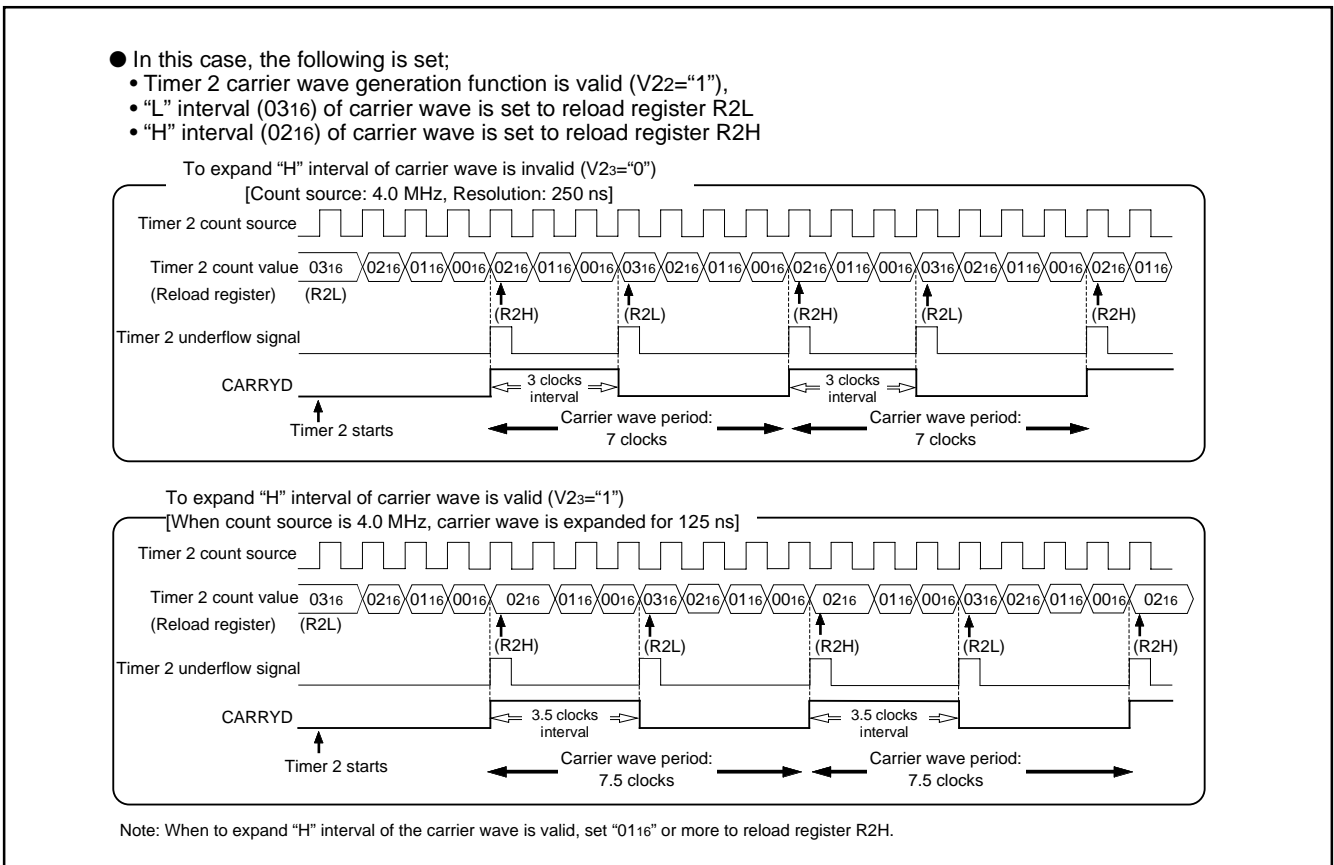 ● In this case, the following is set;
• Timer 2 carrier wave generation function is valid (V22=“1”),
• “L” interval (0316) of carrier wave is set to reload register R2L
• “H” interval (0216) of carrier wave is set to reload register R2H
To expand “H” interval of carrier wave is invalid (V23=“0”)
[Count source: 4.0 MHz, Resolution: 250 ns]
Timer 2 count source
Timer 2 count value 0316 0216 0116 0016 0216 0116 0016 0316 0216 0116 0016 0216 0116 0016 0316 0216 0116 0016 0216 0116
(Reload register) (R2L)
(R2H) (R2L) (R2H) (R2L) (R2H)
Timer 2 underflow signal
CARRYD
3 clocks 3 clocks
interval interval
Timer 2 starts
Carrier wave period: Carrier wave period:
7 clocks 7 clocks
To expand “H” interval of carrier wave is valid (V23=“1”)
[When count source is 4.0 MHz, carrier wave is expanded for 125 ns]
Timer 2 count source
Timer 2 count value 0316 0216 0116 0016 0216 0116 0016 0316 0216 0116 0016 0216 0116 0016 0316 0216 0116 0016 0216
(Reload register) (R2L)
(R2H) (R2L) (R2H) (R2L) (R2H)
Timer 2 underflow signal
CARRYD
3.5 clocks 3.5 clocks
interval interval
Timer 2 starts
Carrier wave period: Carrier wave period:
7.5 clocks 7.5 clocks
Note: When to expand “H” interval of the carrier wave is valid, set “0116” or more to reload register R2H.